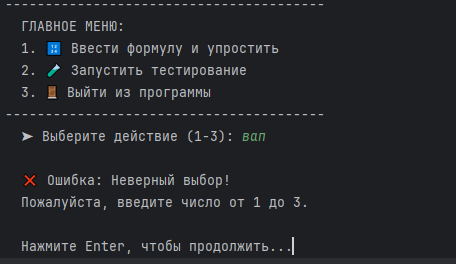 ----------------------------------------
ГЛАВНОЕ МЕНЮ:
1. 🔢 Ввести формулу и упростить
2. 🧪 Запустить тестирование
3. 🚪 Выйти из программы
----------------------------------------
➤ Выберите действие (1-3): вап
❌ Ошибка: Неверный выбор!
Пожалуйста, введите число от 1 до 3.
Нажмите Enter, чтобы продолжить...